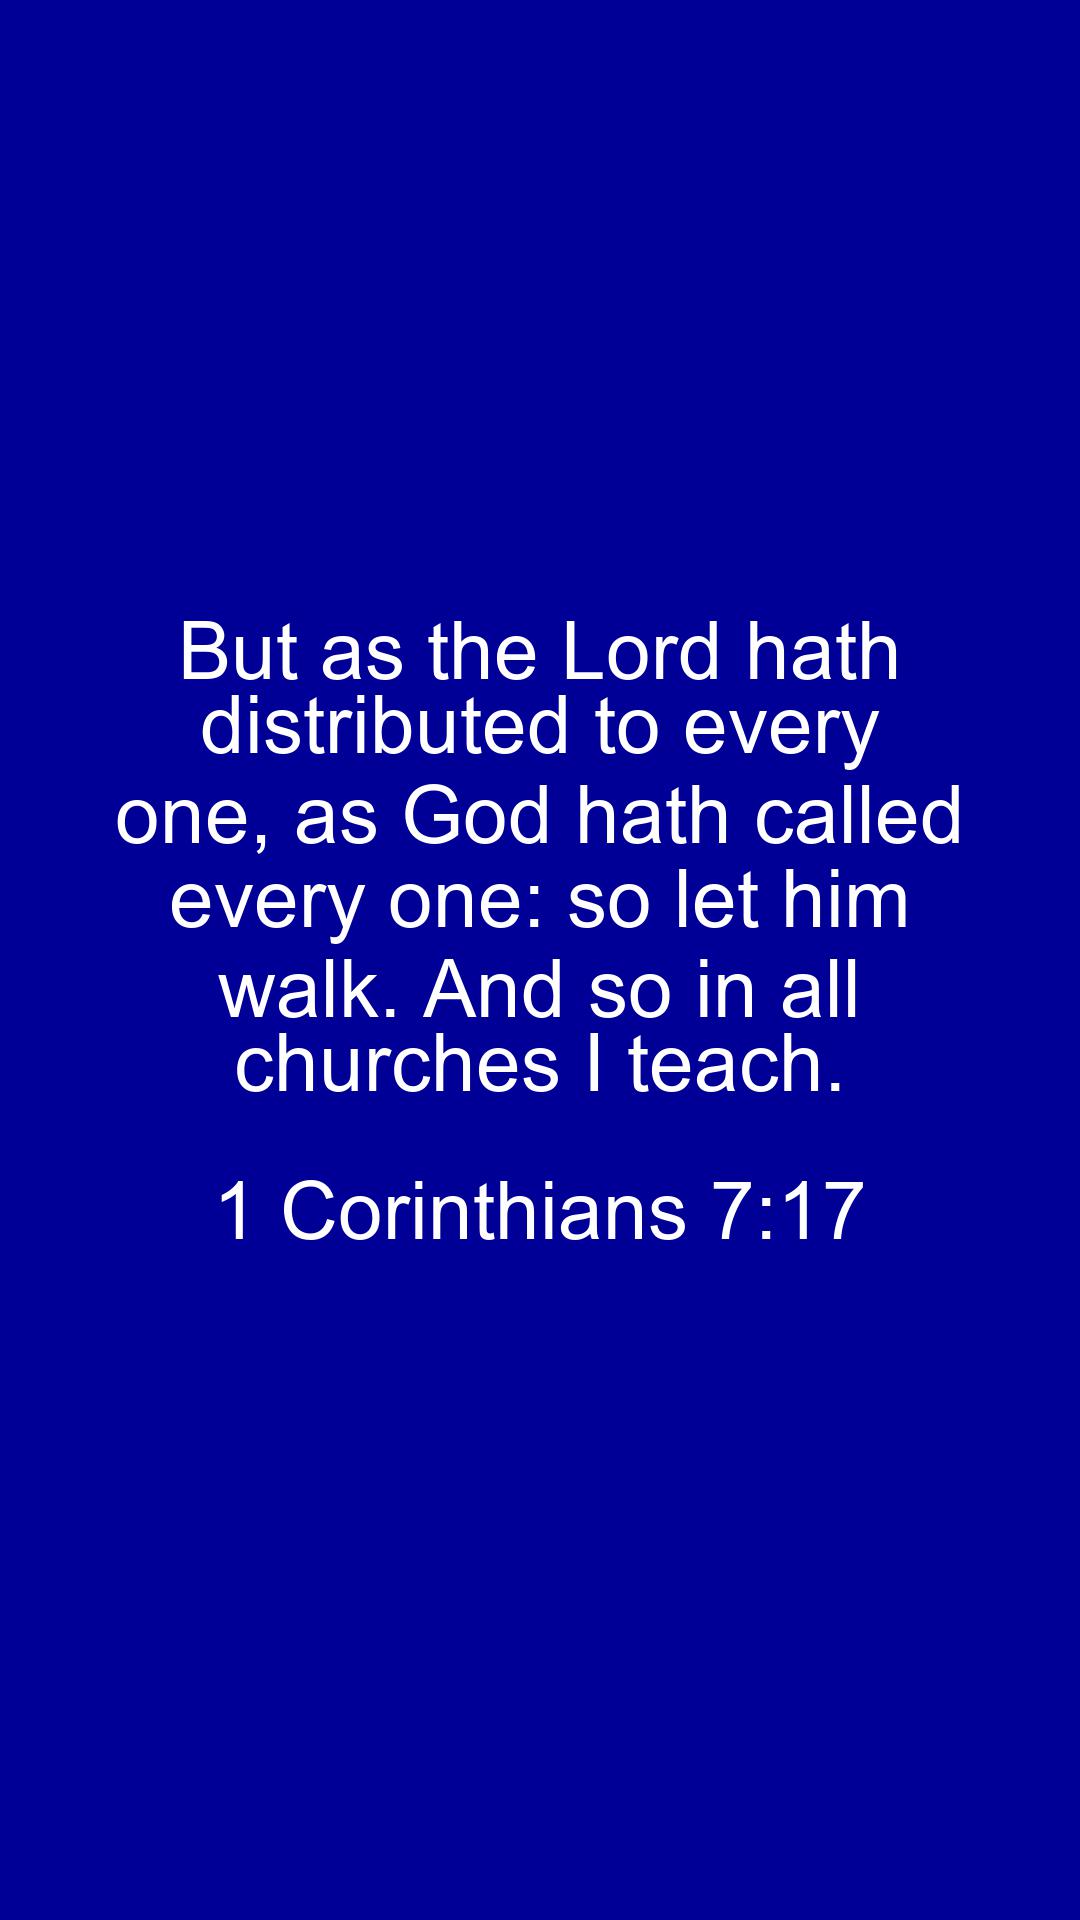 But as the Lord hath
distributed to every
one, as God hath called
every one: so let him
walk. And so in all
churches I teach.
1 Corinthians 7:17